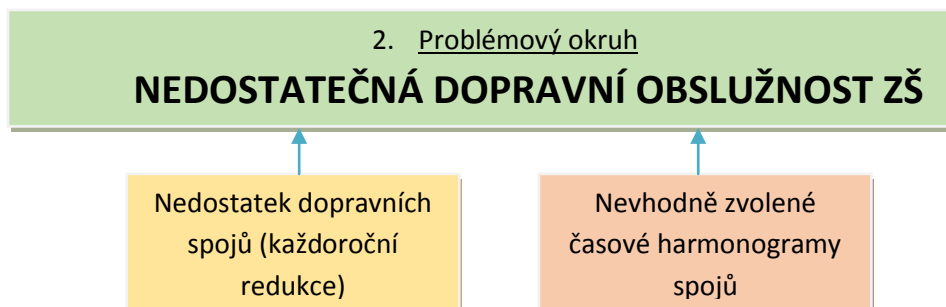 2. Problémový okruh
NEDOSTATEČNÁ DOPRAVNÍ OBSLUŽNOST ZŠ
Nedostatek dopravních
spojů (každoroční
redukce)
Nevhodně zvolené
časové harmonogramy
spojů